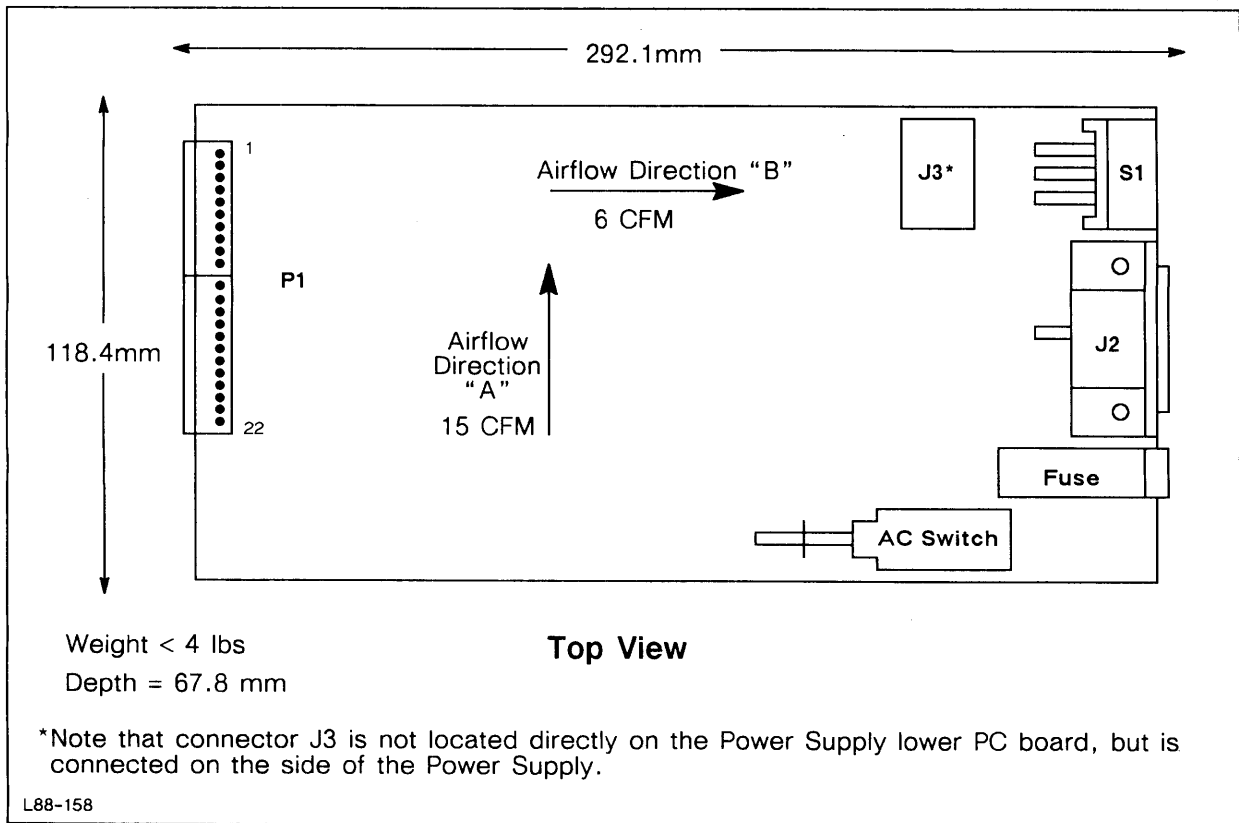 292.1mm
118.4mm
1
22
P1
Airflow Direction “B”
6 CFM
Airflow
Direction
“A”
15 CFM
J3*
S1
J2
Fuse
AC Switch
Weight < 4 lbs
Depth = 67.8 mm
Top View
*Note that connector J3 is not located directly on the Power Supply lower PC board, but is
connected on the side of the Power Supply.
L88-158